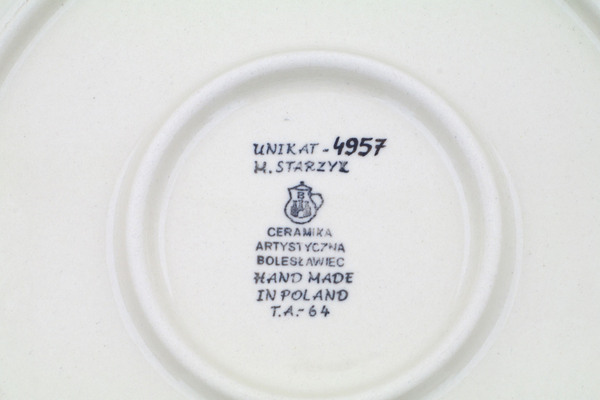 UNIKAT - 4957
M. STARZYK
B
CERAMIKA
ARTYSTYCZNA
BOLESŁAWIEC
HAND MADE
IN POLAND
T.A.- 64